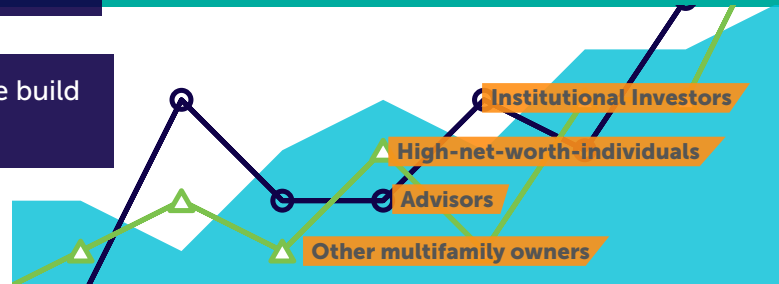 e build
Institutional Investors
High-net-worth-individuals
Advisors
Other multifamily owners